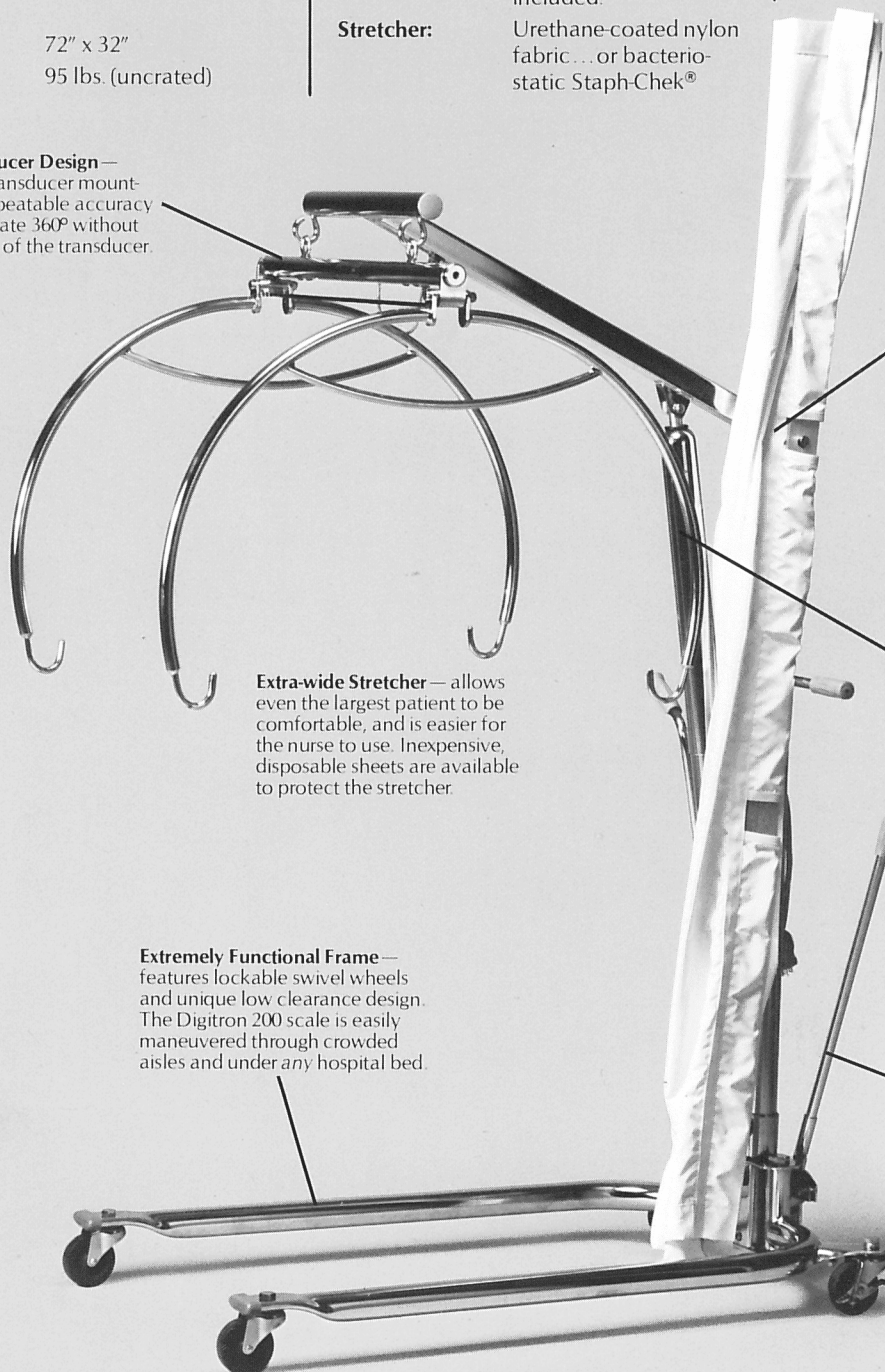 72" x 32"
95 lbs. (uncrated)
included.
Stretcher: Urethane-coated nylon
fabric...or bacterio-
static Staph-Chek®
ucer Design—
ansducer mount-
peatable accuracy
ate 360° without
of the transducer.
Extra-wide Stretcher—allows
even the largest patient to be
comfortable, and is easier for
the nurse to use. Inexpensive,
disposable sheets are available
to protect the stretcher.
Extremely Functional Frame—
features lockable swivel wheels
and unique low clearance design.
The Digitron 200 scale is easily
maneuvered through crowded
aisles and under any hospital bed.